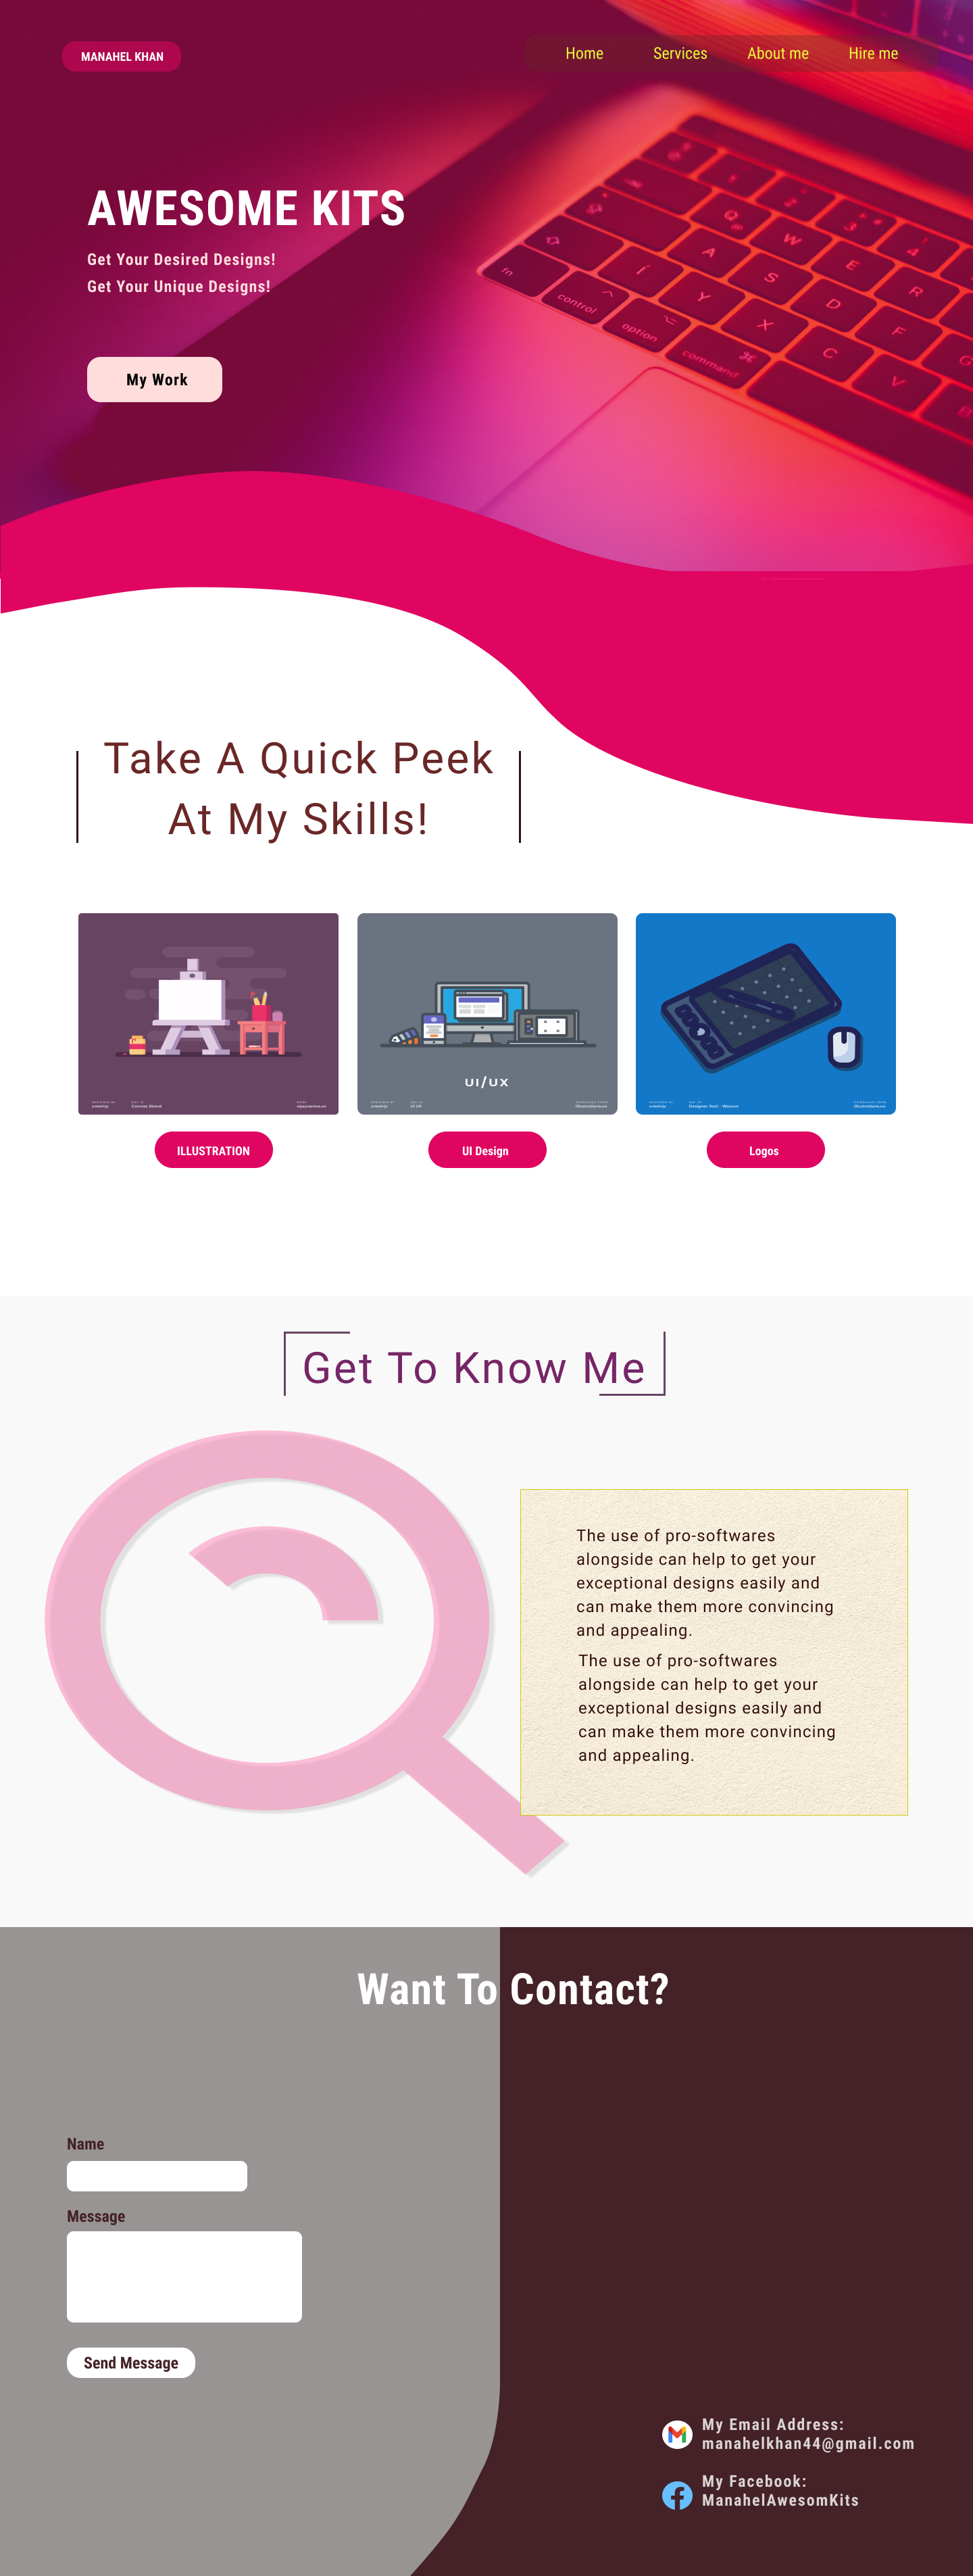 MANAHEL KHAN
Home Services About me Hire me
AWESOME KITS
Get Your Desired Designs!
Get Your Unique Designs!
My Work
fn control option command
Q W E R
A S D F G
Y X C V
Take A Quick Peek
At My Skills!
UI/UX
ILLUSTRATION
UI Design
Logos
Get To Know Me
The use of pro-softwares
alongside can help to get your
exceptional designs easily and
can make them more convincing
and appealing.
The use of pro-softwares
alongside can help to get your
exceptional designs easily and
can make them more convincing
and appealing.
Want To Contact?
Name
Message
Send Message
My Email Address:
manahelkhan44@gmail.com
My Facebook:
ManahelAwesomKits